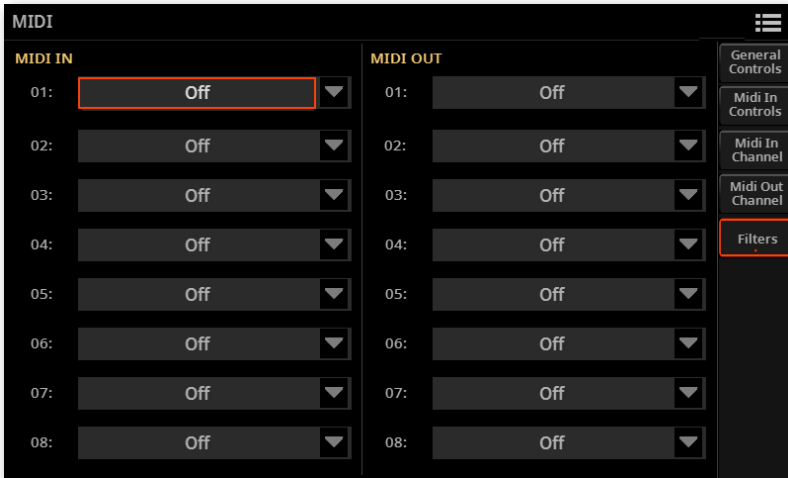 MIDI
MIDI IN
MIDI OUT
01: Off
01: Off
02: Off
02: Off
03: Off
03: Off
04: Off
04: Off
05: Off
05: Off
06: Off
06: Off
07: Off
07: Off
08: Off
08: Off
General
Controls
Midi In
Controls
Midi In
Channel
Midi Out
Channel
Filters